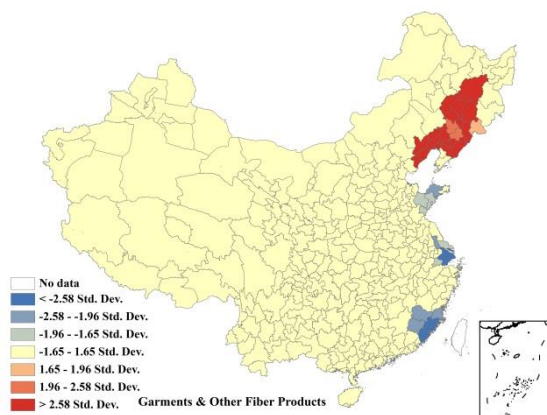 No data
< -2.58 Std. Dev.
-2.58 - -1.96 Std. Dev.
-1.96 - -1.65 Std. Dev.
-1.65 - 1.65 Std. Dev.
1.65 - 1.96 Std. Dev.
1.96 - 2.58 Std. Dev.
> 2.58 Std. Dev.
Garments & Other Fiber Products